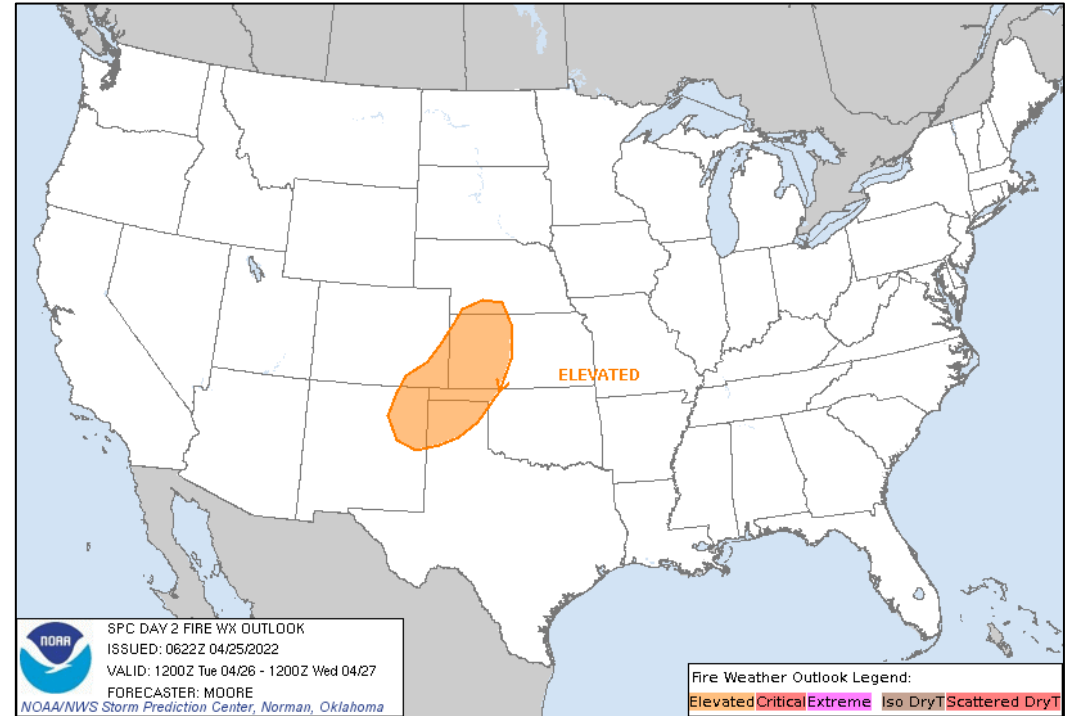 ELEVATED
NOAA
SPC DAY 2 FIRE WX OUTLOOK
ISSUED: 0622Z 04/25/2022
VALID: 1200Z Tue 04/26 - 1200Z Wed 04/27
FORECASTER: MOORE
NOAA/NWS Storm Prediction Center, Norman, Oklahoma
Fire Weather Outlook Legend:
Elevated Critical Extreme Iso DryT Scattered DryT